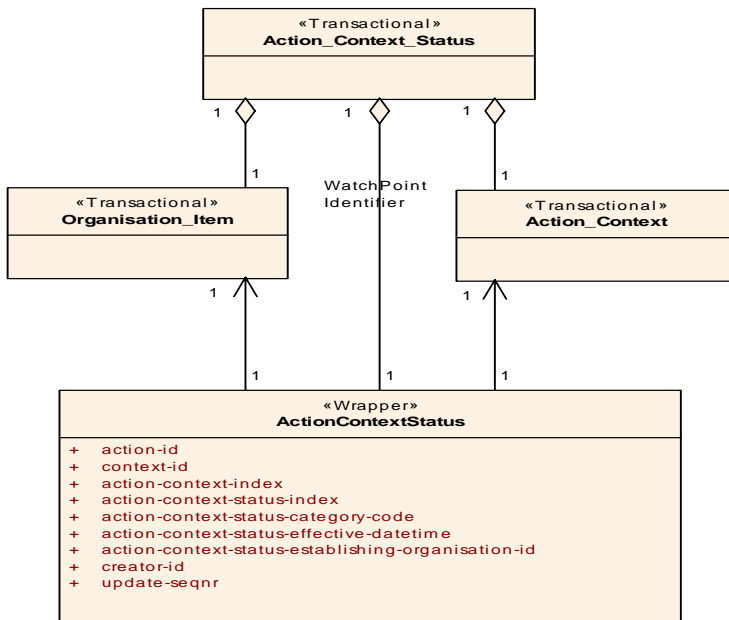 «Transactional»
Action_Context_Status
1
1
1
1
1
WatchPoint
Identifier
«Transactional»
Organisation_Item
«Transactional»
Action_Context
1
1
1
1
1
«Wrapper»
ActionContextStatus
+ action-id
+ context-id
+ action-context-index
+ action-context-status-index
+ action-context-status-category-code
+ action-context-status-effective-datetime
+ action-context-status-establishing-organisation-id
+ creator-id
+ update-seqnr